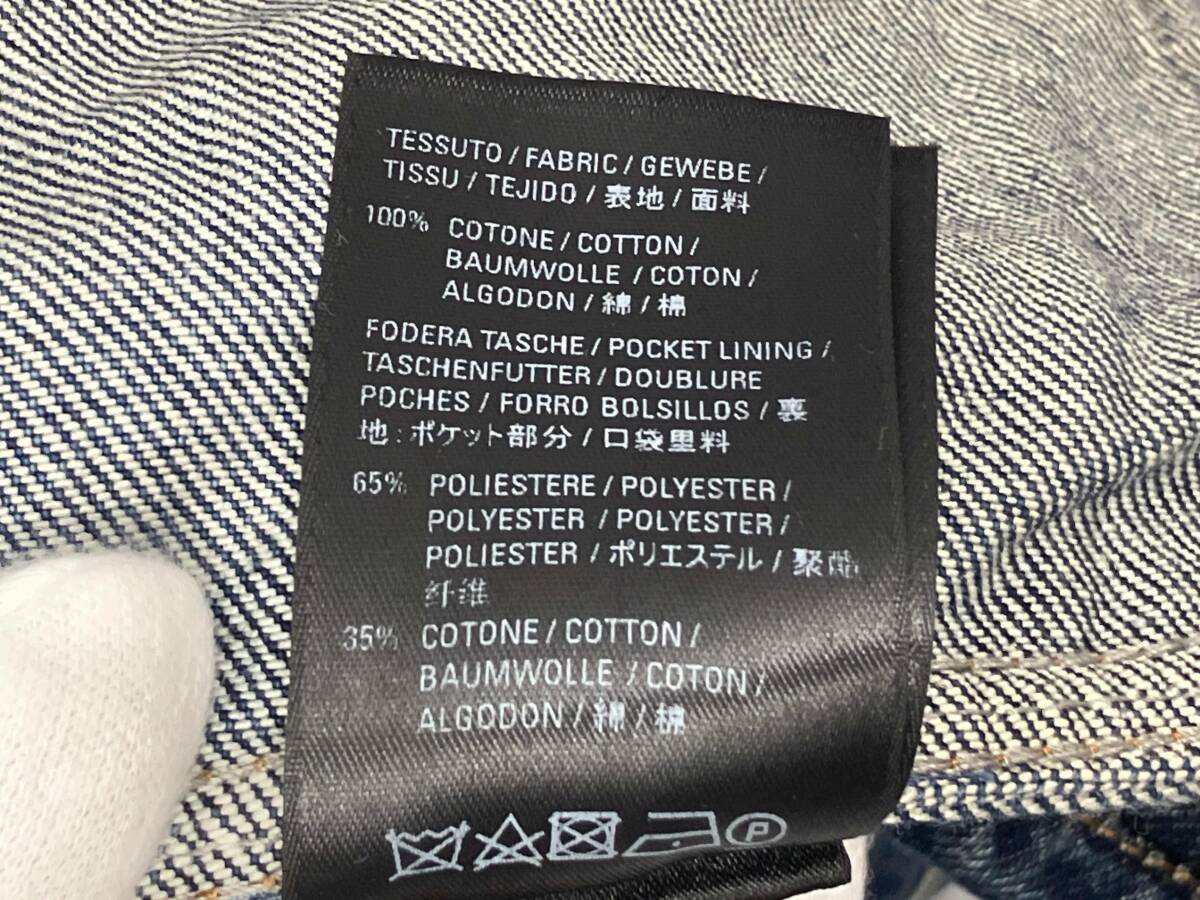 TESSUTO / FABRIC / GEWEBE /
TISSU / TEJIDO / 表地 / 面料
100% COTONE / COTTON /
BAUMWOLLE / COTON /
ALGODON / 綿 / 棉
FODERA TASCHE / POCKET LINING /
TASCHENFUTTER / DOUBLURE
POCHES / FORRO BOLSILLOS / 裏
地 : ポケット部分 / 口袋里料
65% POLIESTERE / POLYESTER /
POLYESTER / POLYESTER /
POLIESTER / ポリエステル / 聚酯
纤维
35% COTONE / COTTON /
BAUMWOLLE / COTON /
ALGODON / 綿 / 棉
P